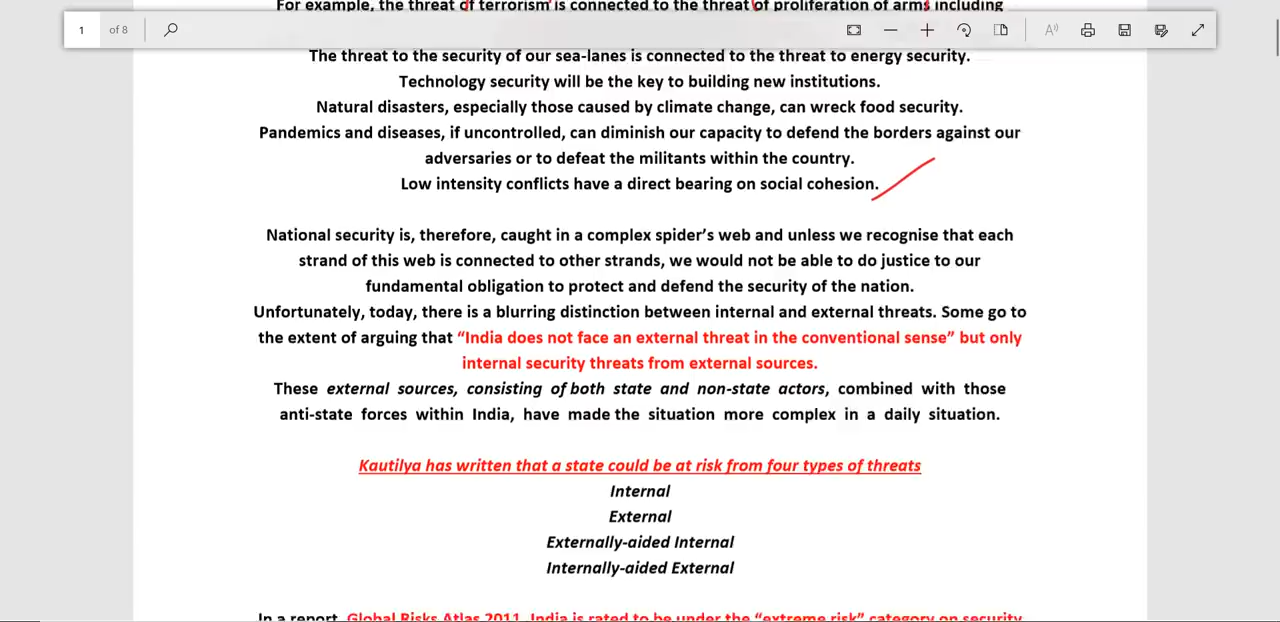 For example, the threat of terrorism is connected to the threat of proliferation of arms including
1 of 8
The threat to the security of our sea-lanes is connected to the threat to energy security.
Technology security will be the key to building new institutions.
Natural disasters, especially those caused by climate change, can wreck food security.
Pandemics and diseases, if uncontrolled, can diminish our capacity to defend the borders against our
adversaries or to defeat the militants within the country.
Low intensity conflicts have a direct bearing on social cohesion.
National security is, therefore, caught in a complex spider’s web and unless we recognise that each
strand of this web is connected to other strands, we would not be able to do justice to our
fundamental obligation to protect and defend the security of the nation.
Unfortunately, today, there is a blurring distinction between internal and external threats. Some go to
the extent of arguing that “India does not face an external threat in the conventional sense” but only
internal security threats from external sources.
These external sources, consisting of both state and non-state actors, combined with those
anti-state forces within India, have made the situation more complex in a daily situation.
Kautilya has written that a state could be at risk from four types of threats
Internal
External
Externally-aided Internal
Internally-aided External
In a report, Global Risks Atlas 2011, India is rated to be under the “extreme risk” category on security